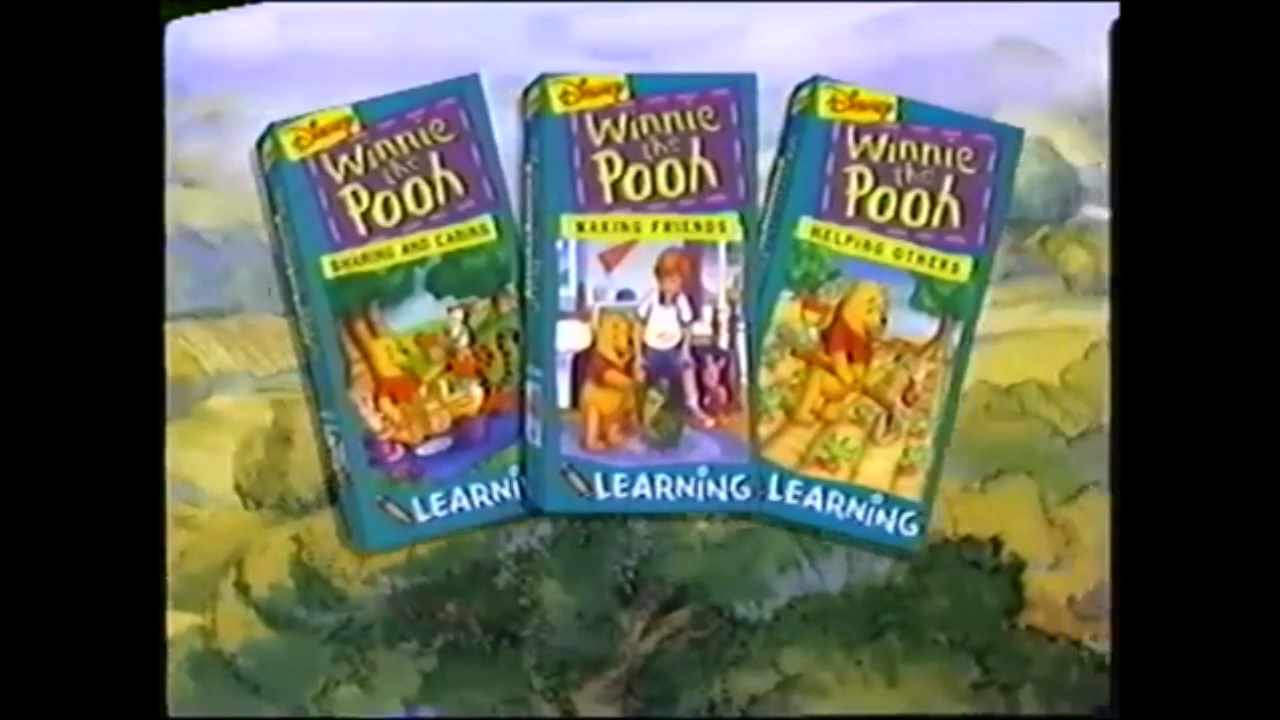 Disney
Winnie
the
Pooh
SHARING AND CARING
LEARNI
Disney
Winnie
the
Pooh
MAKING FRIENDS
LEARNING
Disney
Winnie
the
Pooh
HELPING OTHERS
LEARNING